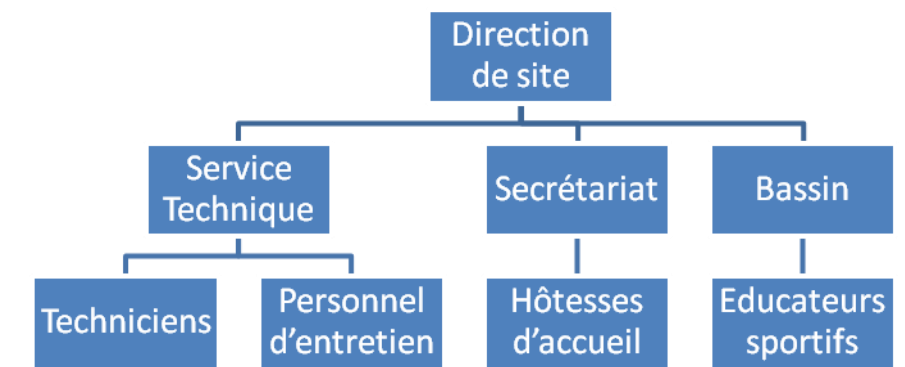 Direction
de site
Service
Technique
Secrétariat
Bassin
Techniciens
Personnel
d'entretien
Hôtesses
d'accueil
Educateurs
sportifs